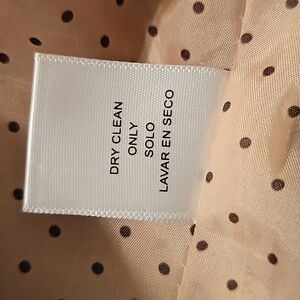 DRY CLEAN
ONLY
SOLO
LAVAR EN SECO